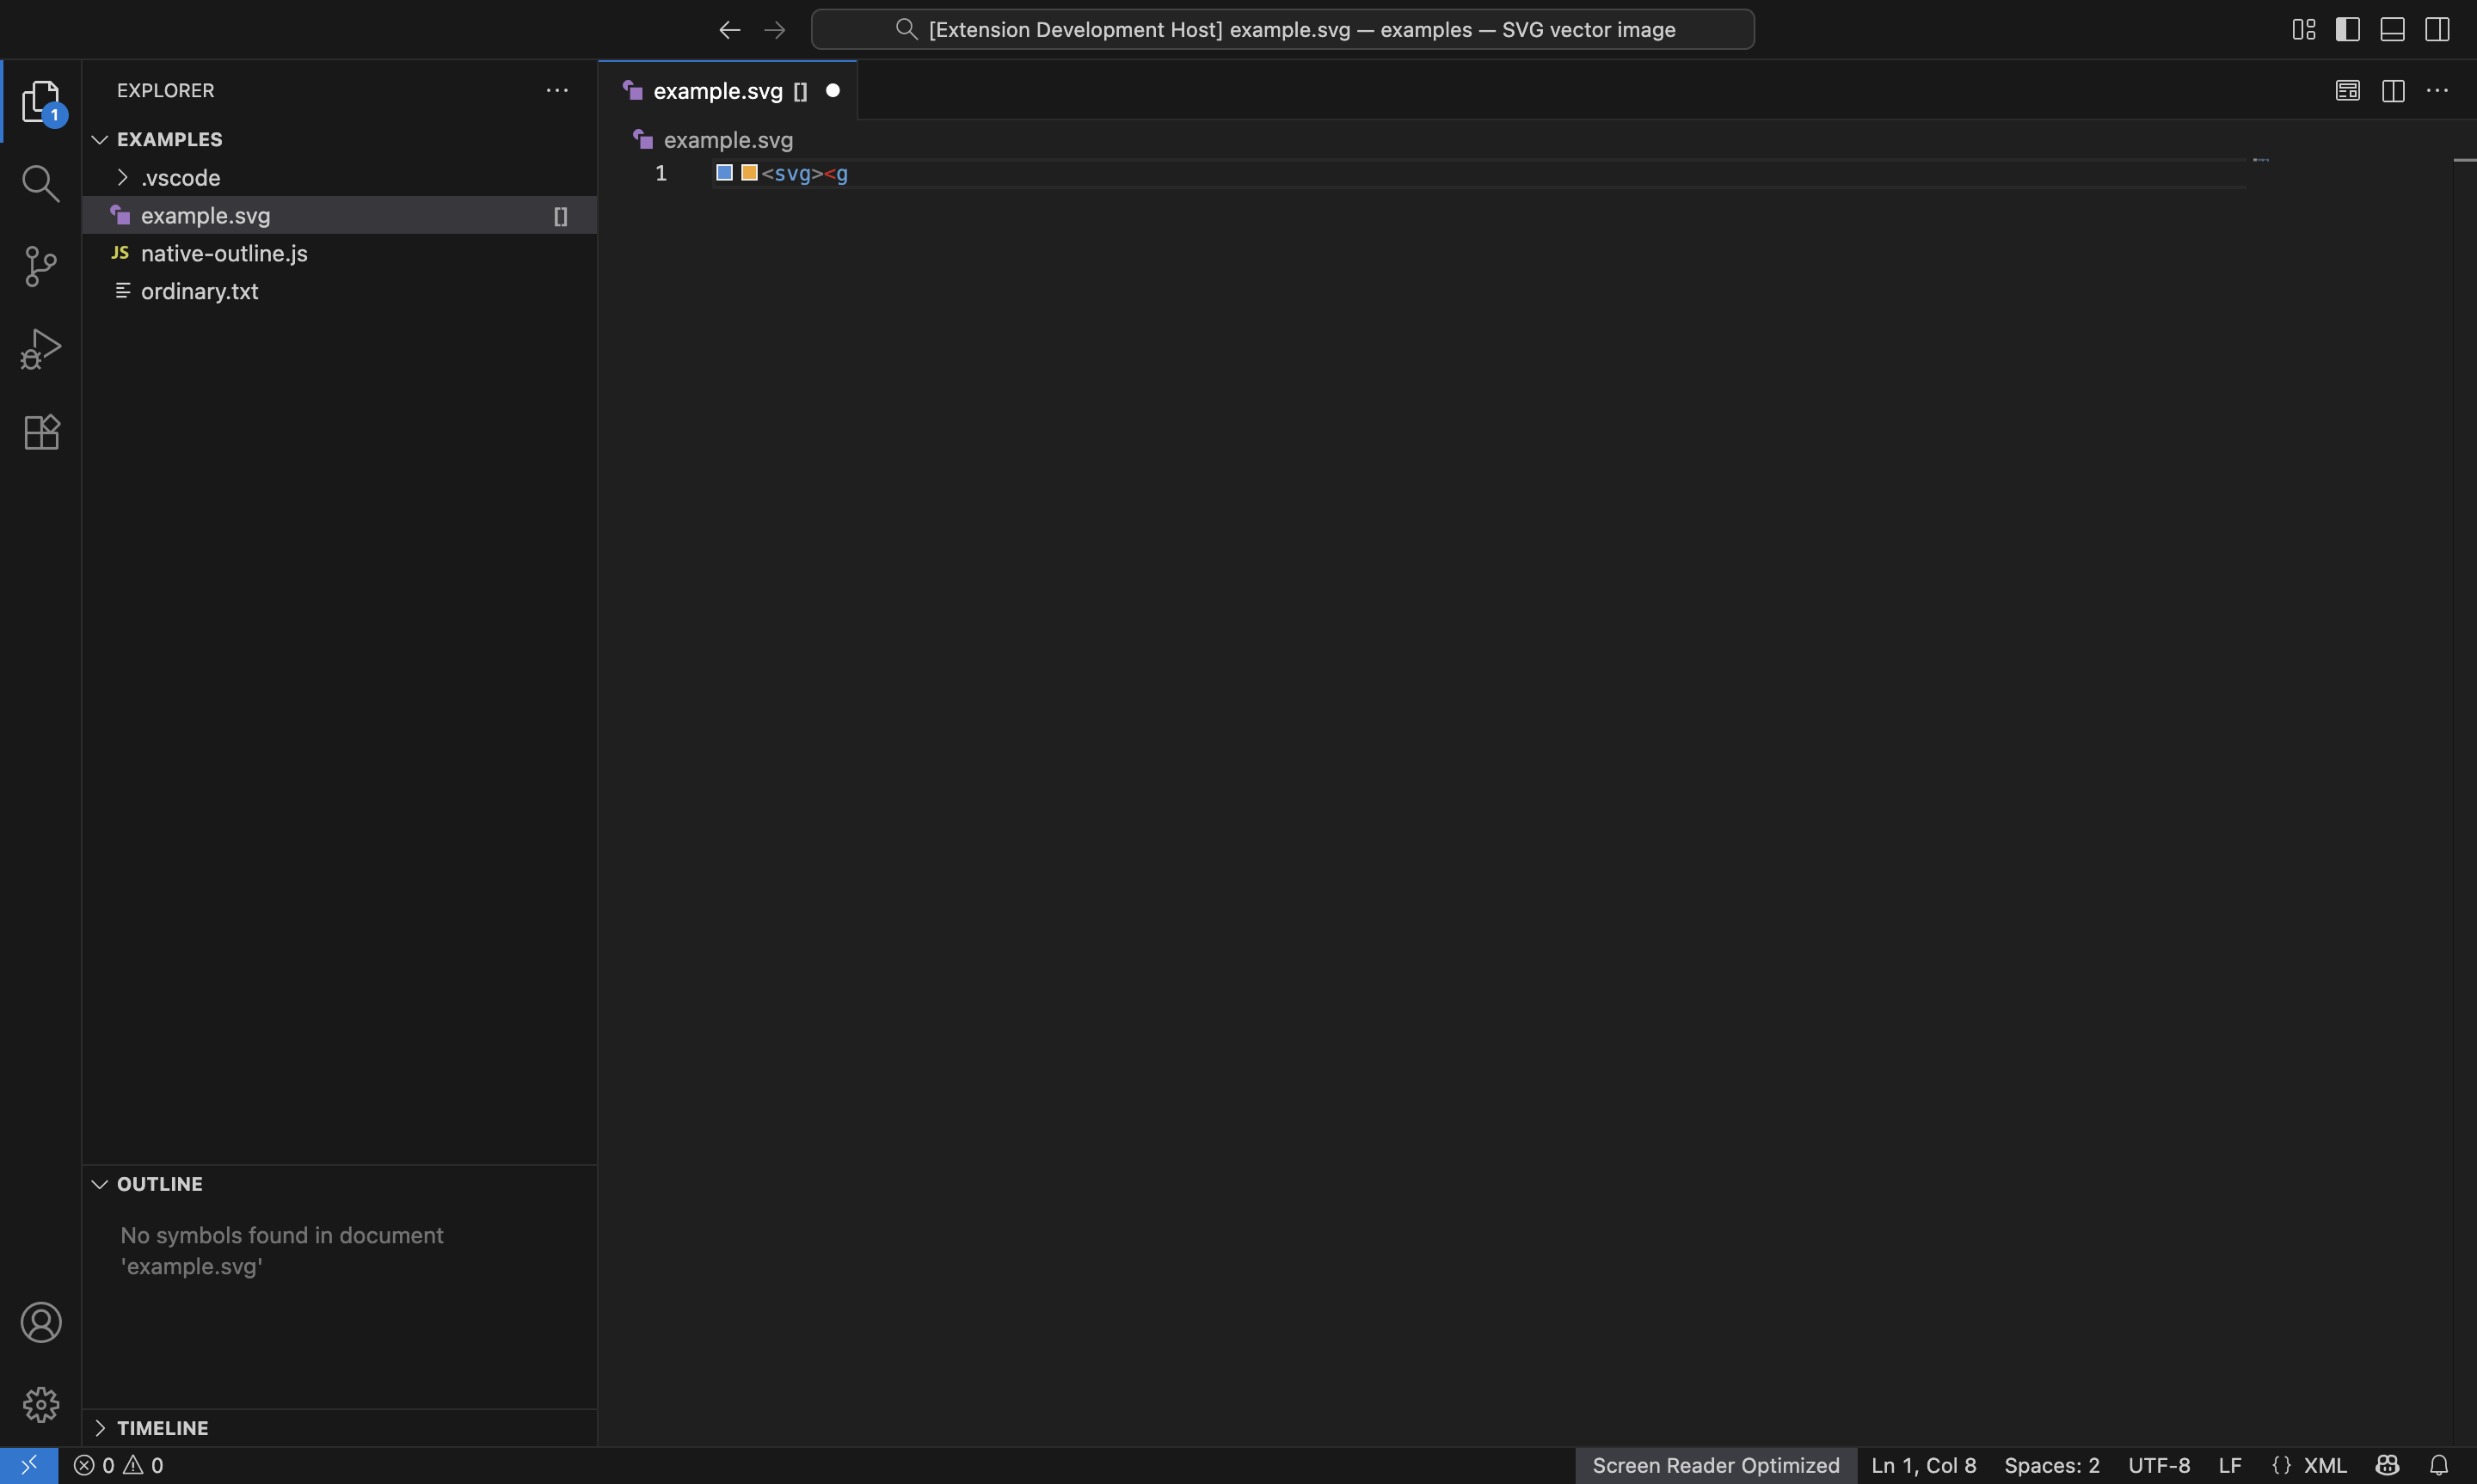 [Extension Development Host] example.svg — examples — SVG vector image
EXPLORER
1
EXAMPLES
.vscode
example.svg []
JS native-outline.js
ordinary.txt
example.svg []
example.svg
1 <svg><g
OUTLINE
No symbols found in document
'example.svg'
TIMELINE
0 0 Screen Reader Optimized Ln 1, Col 8 Spaces: 2 UTF-8 LF {} XML